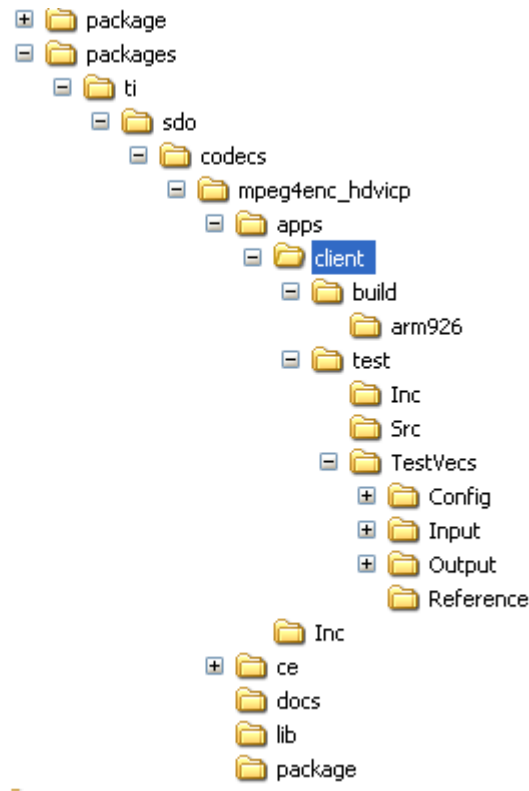 package
packages
ti
sdo
codecs
mpeg4enc_hdvicp
apps
client
build
arm926
test
Inc
Src
TestVecs
Config
Input
Output
Reference
Inc
ce
docs
lib
package